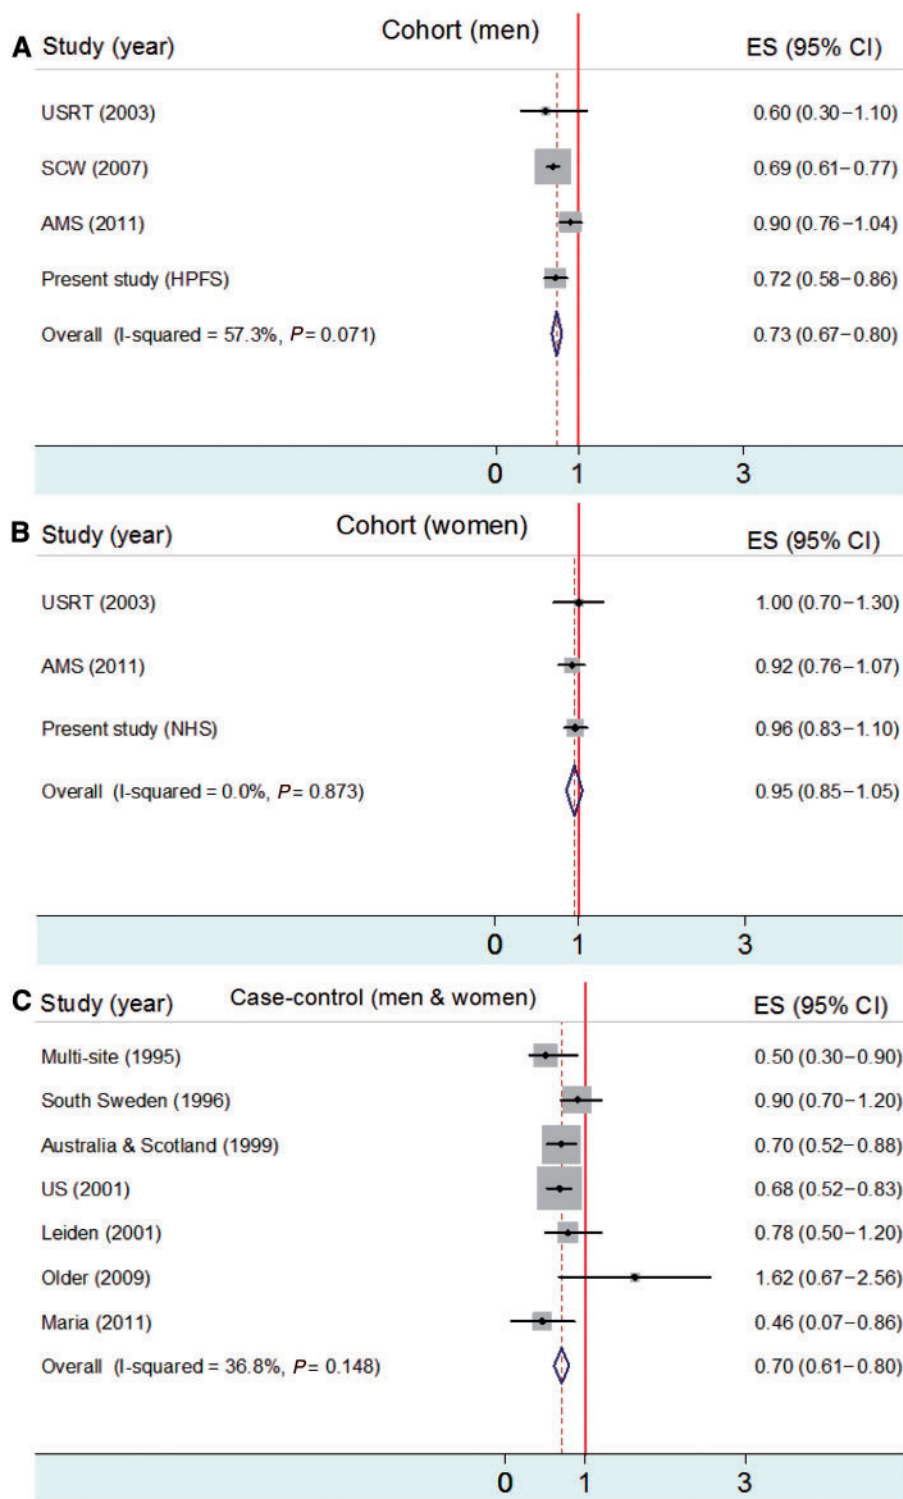 A Study (year) Cohort (men) ES (95% CI)
USRT (2003) 0.60 (0.30–1.10)
SCW (2007) 0.69 (0.61–0.77)
AMS (2011) 0.90 (0.76–1.04)
Present study (HPFS) 0.72 (0.58–0.86)
Overall (I-squared = 57.3%, P = 0.071) 0.73 (0.67–0.80)
0 1 3
B Study (year) Cohort (women) ES (95% CI)
USRT (2003) 1.00 (0.70–1.30)
AMS (2011) 0.92 (0.76–1.07)
Present study (NHS) 0.96 (0.83–1.10)
Overall (I-squared = 0.0%, P = 0.873) 0.95 (0.85–1.05)
0 1 3
C Study (year) Case-control (men & women) ES (95% CI)
Multi-site (1995) 0.50 (0.30–0.90)
South Sweden (1996) 0.90 (0.70–1.20)
Australia & Scotland (1999) 0.70 (0.52–0.88)
US (2001) 0.68 (0.52–0.83)
Leiden (2001) 0.78 (0.50–1.20)
Older (2009) 1.62 (0.67–2.56)
Maria (2011) 0.46 (0.07–0.86)
Overall (I-squared = 36.8%, P = 0.148) 0.70 (0.61–0.80)
0 1 3